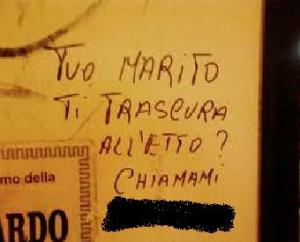 TUO MARITO
TI TRASCURA
ALL'ETTO?
CHIAMAMI
mo della
ARDO